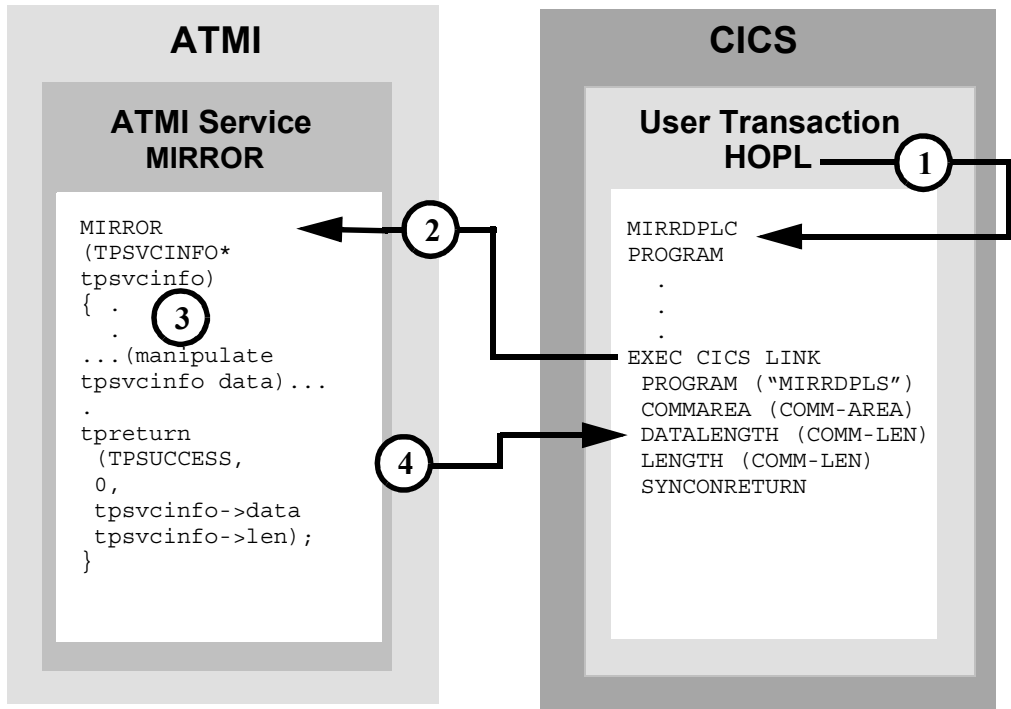 ATMI
ATMI Service
MIRROR
MIRROR
(TPSVCINFO*
tpsvcinfo)
{ .
.
...(manipulate
tpsvcinfo data)...
.
tpreturn
(TPSUCCESS,
0,
tpsvcinfo->data
tpsvcinfo->len);
}
2
3
4
CICS
User Transaction
HOPL
1
MIRRDPLC
PROGRAM
.
.
.
EXEC CICS LINK
PROGRAM (“MIRRDPLS”)
COMMAREA (COMM-AREA)
DATALENGTH (COMM-LEN)
LENGTH (COMM-LEN)
SYNCONRETURN